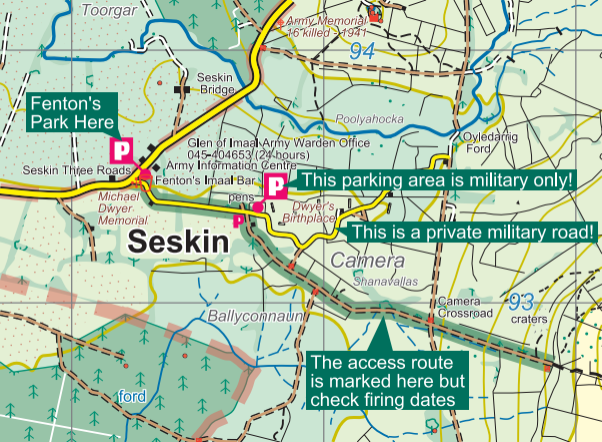 Toorgar
Army Memorial
16 killed - 1941
94
Seskin
Bridge
Fenton's
Park Here
Poolyahocka
Oyledarrig
Ford
P
Glen of Imaal Army Warden Office
045-404653 (24 hours)
Army Information Centre
Seskin Three Roads
Fenton's Imaal Bar
P
This parking area is military only!
pens
Michael
Dwyer
Memorial
Dwyer's
Birthplace
P
This is a private military road!
Seskin
Camera
Shanavallas
Camera
Crossroad
93
craters
Ballyconnaun
The access route
is marked here but
check firing dates
ford